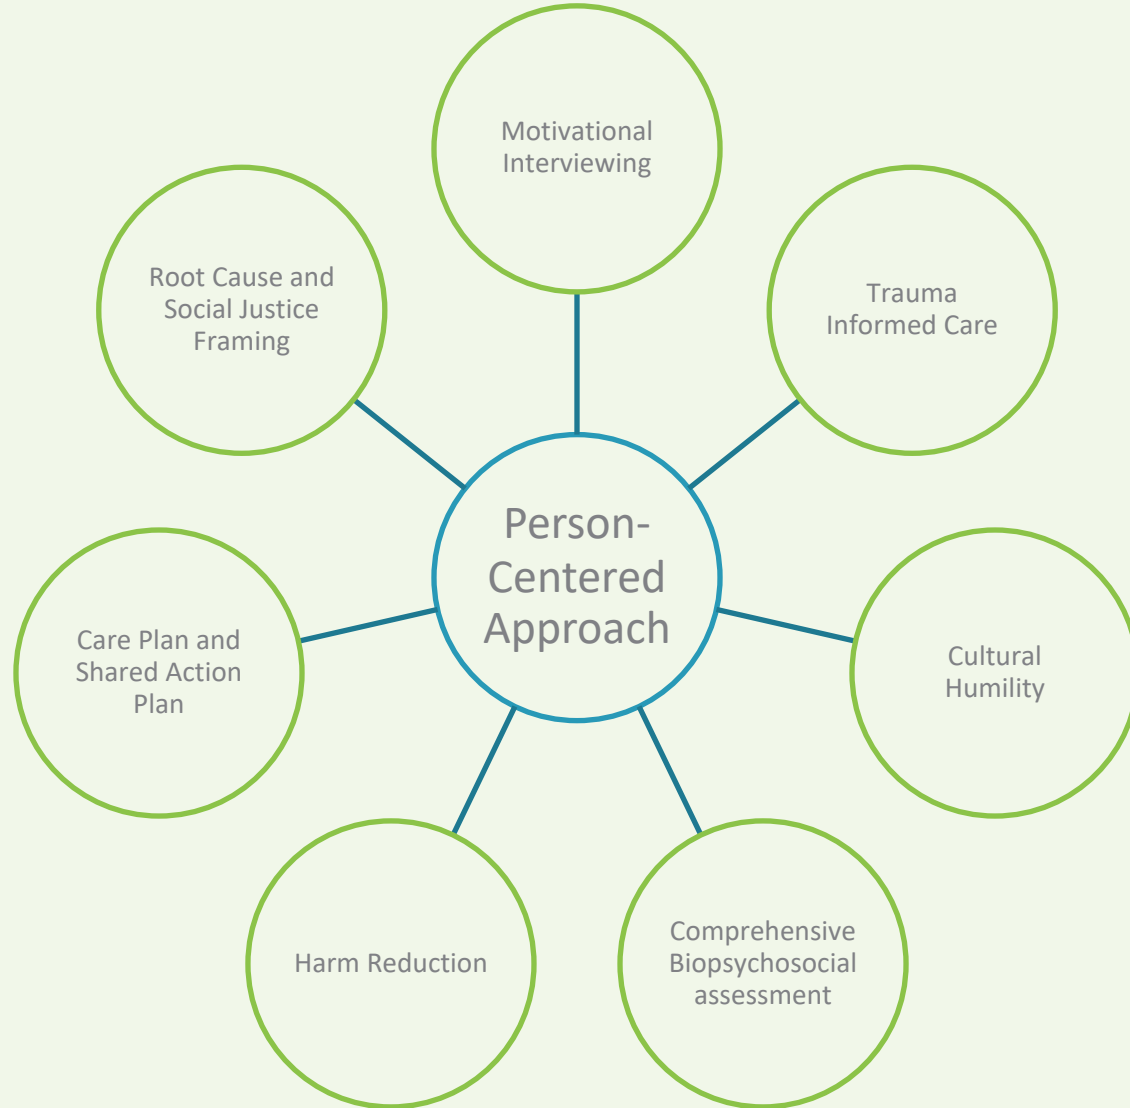 Motivational
Interviewing
Trauma
Informed Care
Cultural
Humility
Comprehensive
Biopsychosocial
assessment
Harm Reduction
Care Plan and
Shared Action
Plan
Root Cause and
Social Justice
Framing
Person-
Centered
Approach